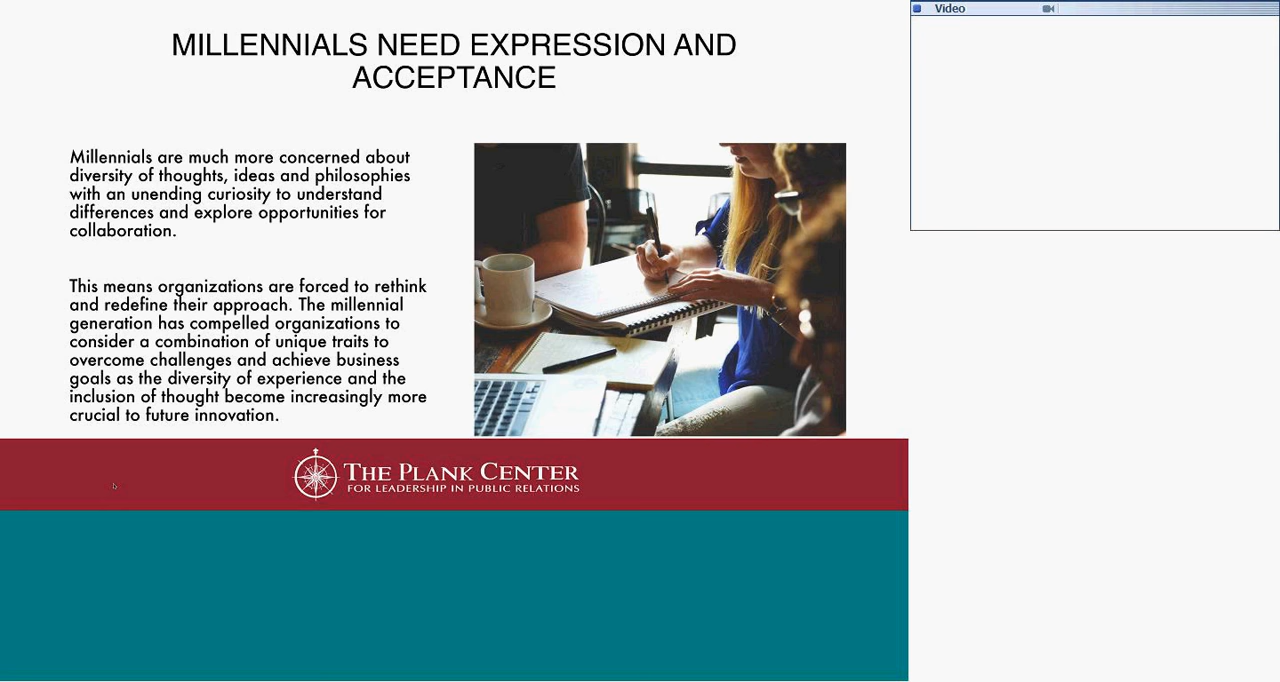 Video
MILLENNIALS NEED EXPRESSION AND
ACCEPTANCE
Millennials are much more concerned about
diversity of thoughts, ideas and philosophies
with an unending curiosity to understand
differences and explore opportunities for
collaboration.
This means organizations are forced to rethink
and redefine their approach. The millennial
generation has compelled organizations to
consider a combination of unique traits to
overcome challenges and achieve business
goals as the diversity of experience and the
inclusion of thought become increasingly more
crucial to future innovation.
THE PLANK CENTER
FOR LEADERSHIP IN PUBLIC RELATIONS